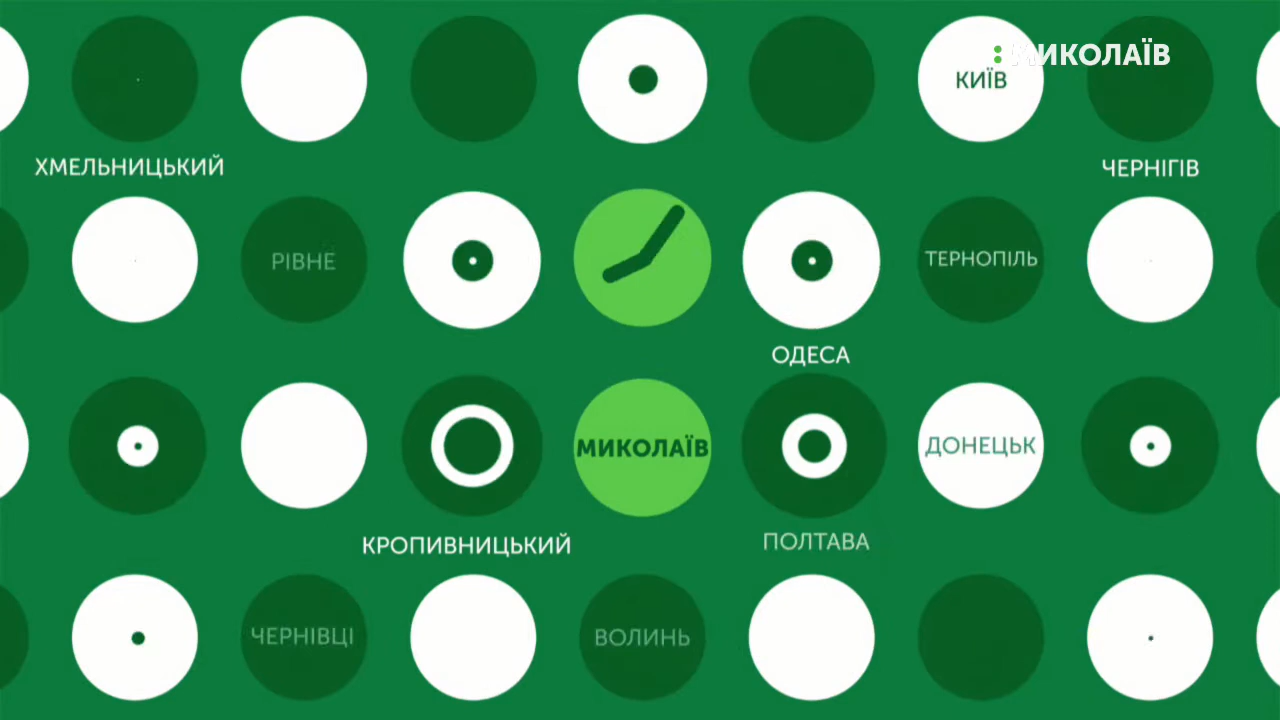 МИКОЛАЇВ
КИЇВ
ХМЕЛЬНИЦЬКИЙ
ЧЕРНІГІВ
РІВНЕ
ТЕРНОПІЛЬ
ОДЕСА
МИКОЛАЇВ
ДОНЕЦЬК
КРОПИВНИЦЬКИЙ
ПОЛТАВА
ЧЕРНІВЦІ
ВОЛИНЬ